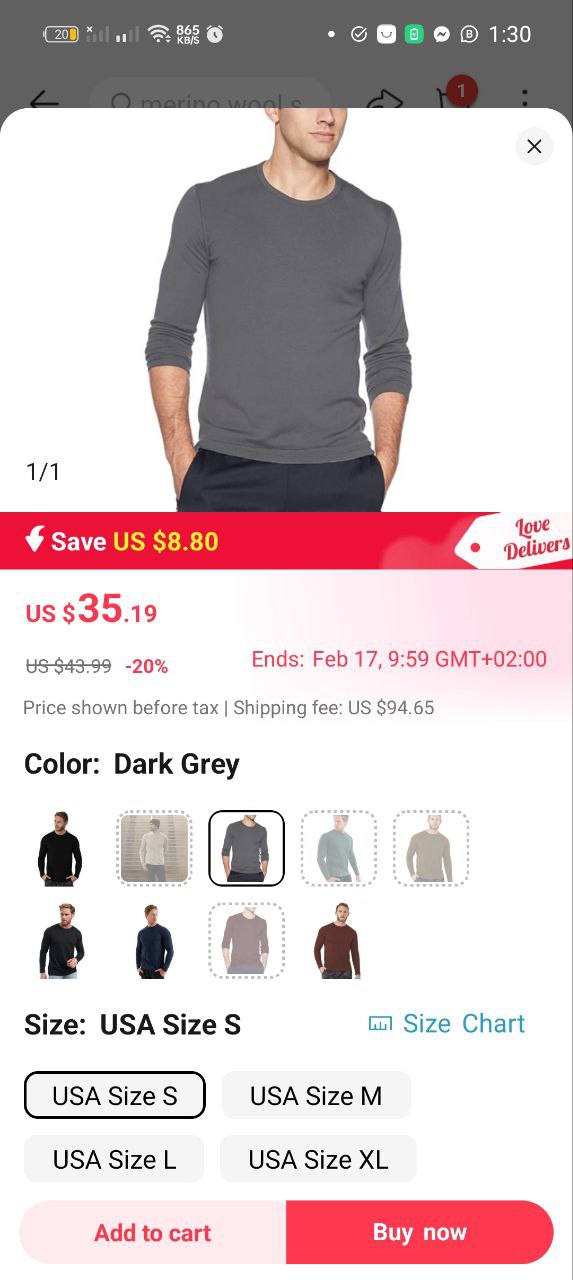 20
865
KB/S
1:30
merino wool s
1
1/1
Save US $8.80
Love
Delivers
US $35.19
US $43.99 -20%
Ends: Feb 17, 9:59 GMT+02:00
Price shown before tax | Shipping fee: US $94.65
Color: Dark Grey
Size: USA Size S
Size Chart
USA Size S
USA Size M
USA Size L
USA Size XL
Add to cart
Buy now